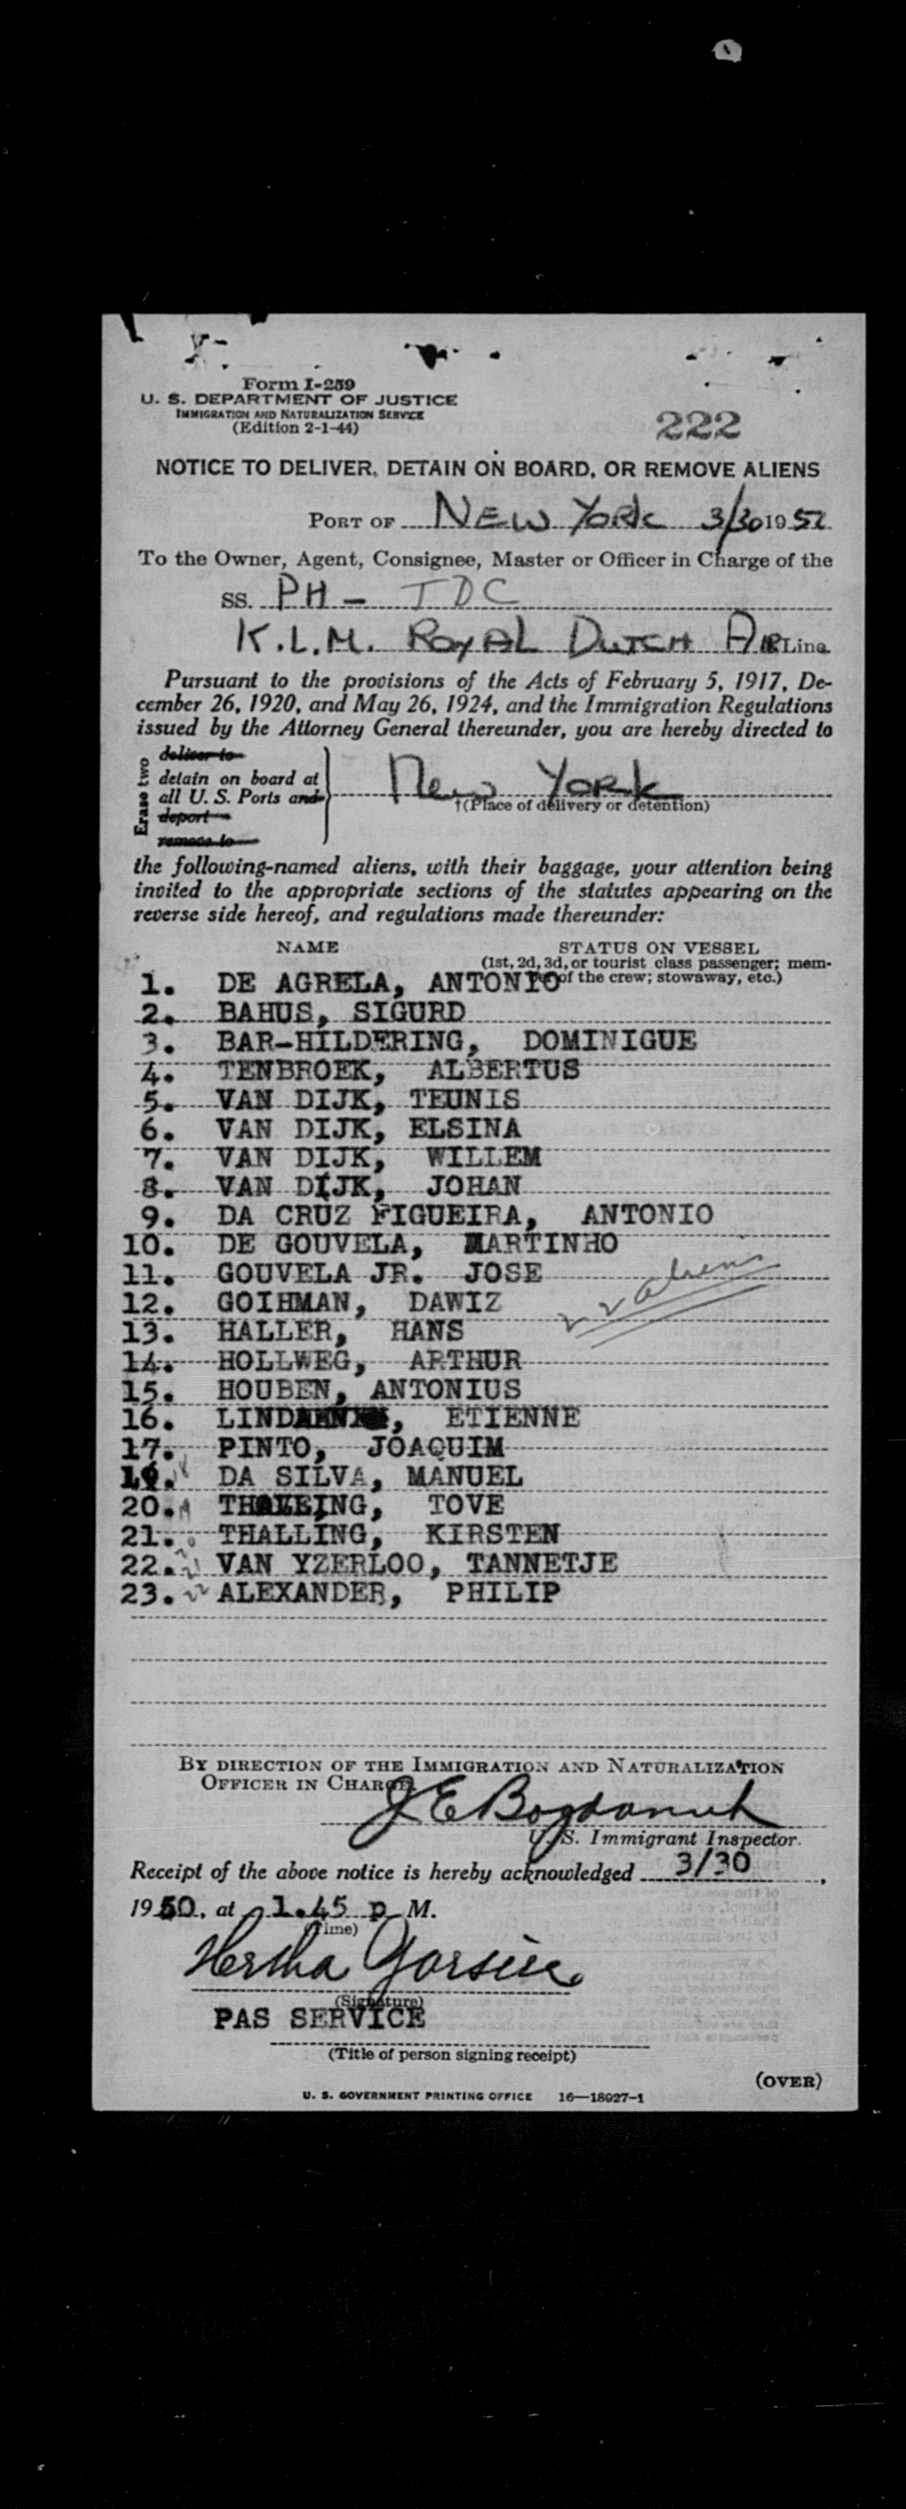 Form I-259
U. S. DEPARTMENT OF JUSTICE
IMMIGRATION AND NATURALIZATION SERVICE
(Edition 2-1-44)
222
NOTICE TO DELIVER, DETAIN ON BOARD, OR REMOVE ALIENS
PORT OF NEW YORK 3/30 1952
To the Owner, Agent, Consignee, Master or Officer in Charge of the
SS. PH - TDC
K.L.M. ROYAL DUTCH AIR Line.
Pursuant to the provisions of the Acts of February 5, 1917, De-
cember 26, 1920, and May 26, 1924, and the Immigration Regulations
issued by the Attorney General thereunder, you are hereby directed to
Erase two
deliver to
detain on board at
all U. S. Ports and
deport
remove to
New York
†(Place of delivery or detention)
the following-named aliens, with their baggage, your attention being
invited to the appropriate sections of the statutes appearing on the
reverse side hereof, and regulations made thereunder:
NAME STATUS ON VESSEL
(1st, 2d, 3d, or tourist class passenger; mem-
of the crew; stowaway, etc.)
1. DE AGRELA, ANTONIO
2. BAHUS, SIGURD
3. BAR-HILDERING, DOMINIGUE
4. TENBROEK, ALBERTUS
5. VAN DIJK, TEUNIS
6. VAN DIJK, ELSINA
7. VAN DIJK, WILLEM
8. VAN DIJK, JOHAN
9. DA CRUZ FIGUEIRA, ANTONIO
10. DE GOUVELA, MARTINHO
11. GOUVELA JR. JOSE
12. GOIHMAN, DAWIZ
22 aliens
13. HALLER, HANS
14. HOLLWEG, ARTHUR
15. HOUBEN, ANTONIUS
16. ETIENNE
17. PINTO, JOAQUIM
19. DA SILVA, MANUEL
20. THALLING, TOVE
21. THALLING, KIRSTEN
22. VAN YZERLOO, TANNETJE
23. ALEXANDER, PHILIP
BY DIRECTION OF THE IMMIGRATION AND NATURALIZATION
OFFICER IN CHARGE.
U. S. Immigrant Inspector.
Receipt of the above notice is hereby acknowledged 3/30,
1950, at 1.45 p M.
(Time)
Hertha
(Signature)
PAS SERVICE
(Title of person signing receipt)
(OVER)
U. S. GOVERNMENT PRINTING OFFICE 16—18027-1